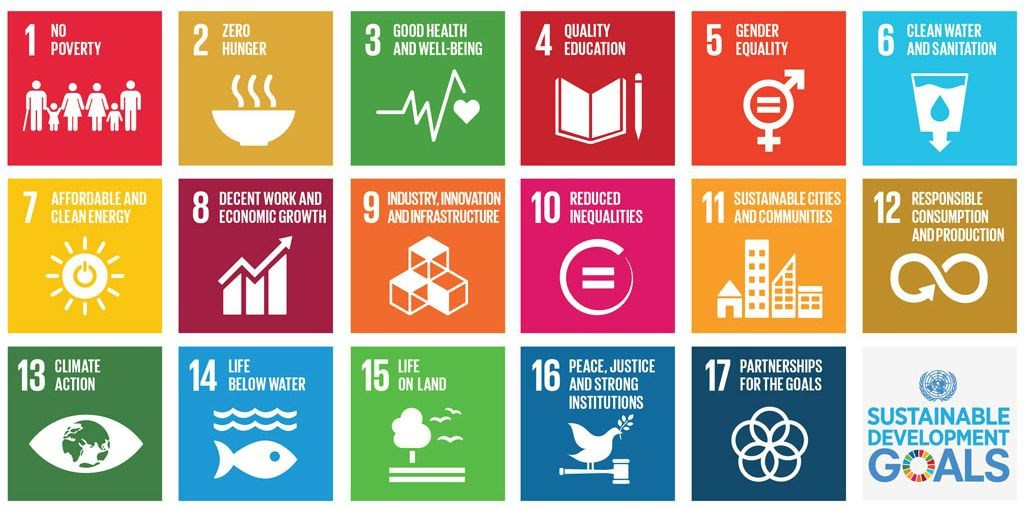 1 NO
POVERTY
2 ZERO
HUNGER
3 GOOD HEALTH
AND WELL-BEING
4 QUALITY
EDUCATION
5 GENDER
EQUALITY
6 CLEAN WATER
AND SANITATION
7 AFFORDABLE AND
CLEAN ENERGY
8 DECENT WORK AND
ECONOMIC GROWTH
9 INDUSTRY, INNOVATION
AND INFRASTRUCTURE
10 REDUCED
INEQUALITIES
11 SUSTAINABLE CITIES
AND COMMUNITIES
12 RESPONSIBLE
CONSUMPTION
AND PRODUCTION
13 CLIMATE
ACTION
14 LIFE
BELOW WATER
15 LIFE
ON LAND
16 PEACE, JUSTICE
AND STRONG
INSTITUTIONS
17 PARTNERSHIPS
FOR THE GOALS
SUSTAINABLE
DEVELOPMENT
GOALS